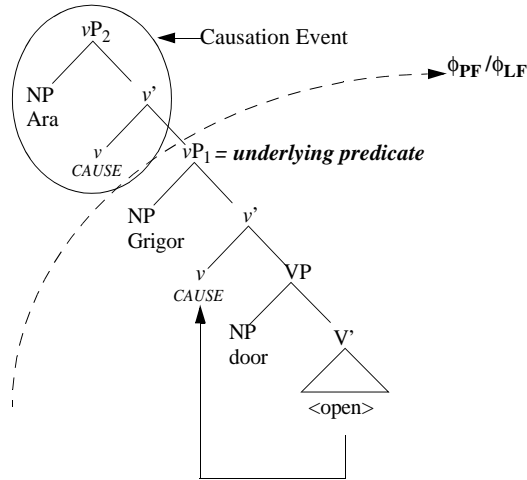 vP2
Causation Event
NP
Ara
v'
ϕPF/ϕLF
v
CAUSE
vP1 = underlying predicate
NP
Grigor
v'
v
CAUSE
VP
NP
door
V'
<open>